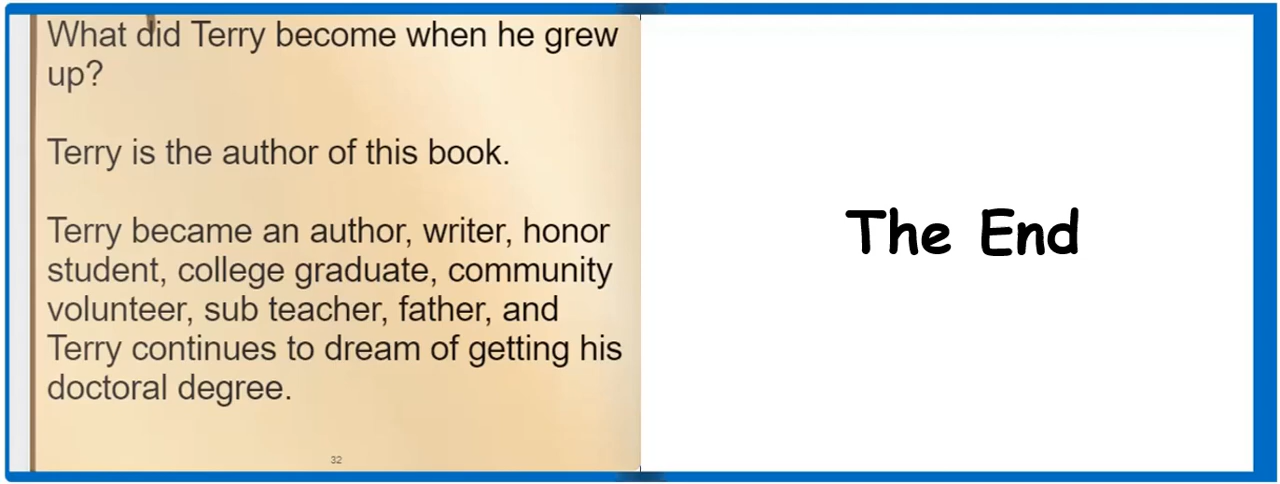 What did Terry become when he grew
up?
Terry is the author of this book.
Terry became an author, writer, honor
student, college graduate, community
volunteer, sub teacher, father, and
Terry continues to dream of getting his
doctoral degree.
32
The End